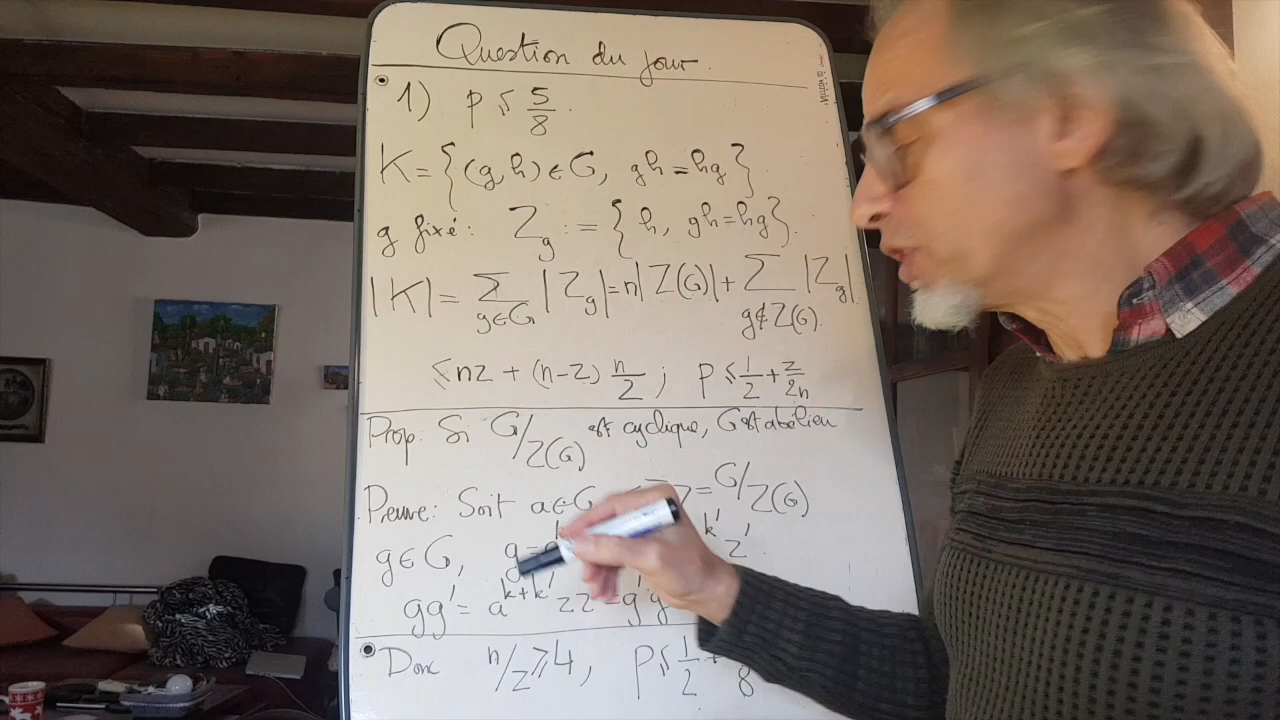 Question du jour.
1) p ≤ 5/8.
K = {(g,h) ∈ G, gh = hg}
g fixé: Z_g := {h, gh = hg}.
|K| = Σ_{g∈G} |Z_g| = n|Z(G)| + Σ_{g∉Z(G)} |Z_g|.
≤ nz + (n-z) n/2 ; p ≤ 1/2 + z/2n
Prop: Si G/Z(G) est cyclique, G est abélien
Preuve: Soit a ∈ G = G/Z(G)
g ∈ G, g = k' z'
gg' = a^{k+k'} zz' = g'g
Donc n/z ≥ 4, p ≤ 1/2 + 8